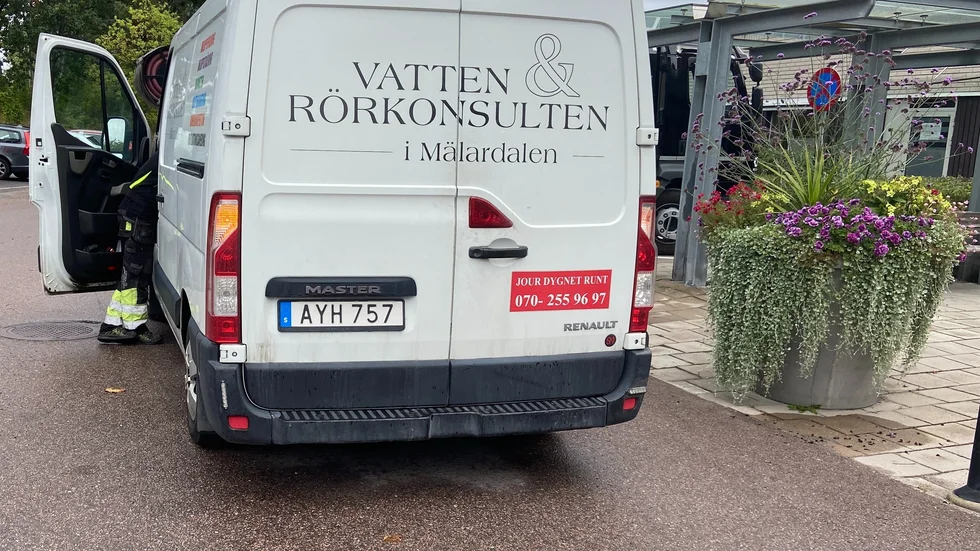 VATTEN &
RÖRKONSULTEN
i Mälardalen
JOUR DYGNET RUNT
070- 255 96 97
MASTER
S AYH 757
RENAULT